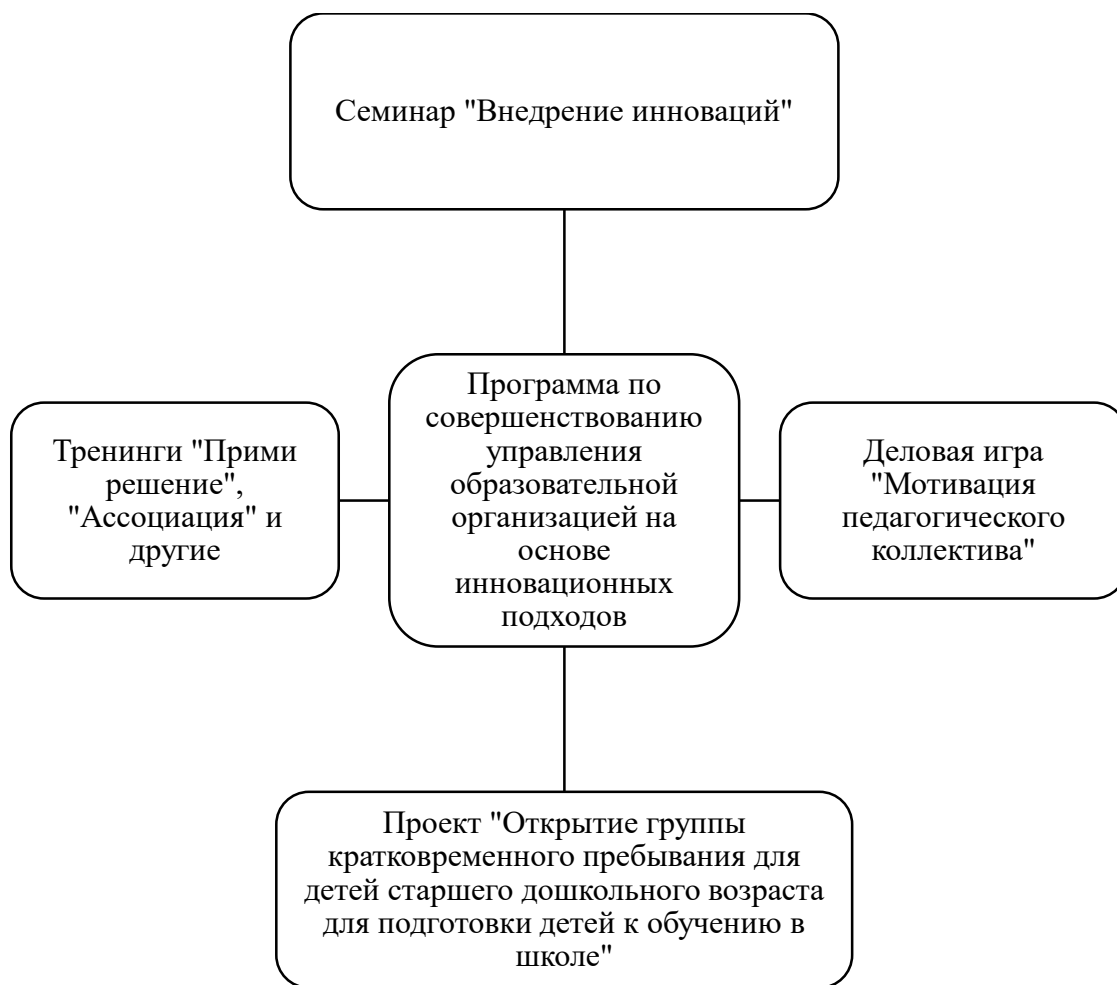 Семинар "Внедрение инноваций"
Тренинги "Прими
решение",
"Ассоциация" и
другие
Программа по
совершенствованию
управления
образовательной
организацией на
основе
инновационных
подходов
Деловая игра
"Мотивация
педагогического
коллектива"
Проект "Открытие группы
кратковременного пребывания для
детей старшего дошкольного возраста
для подготовки детей к обучению в
школе"